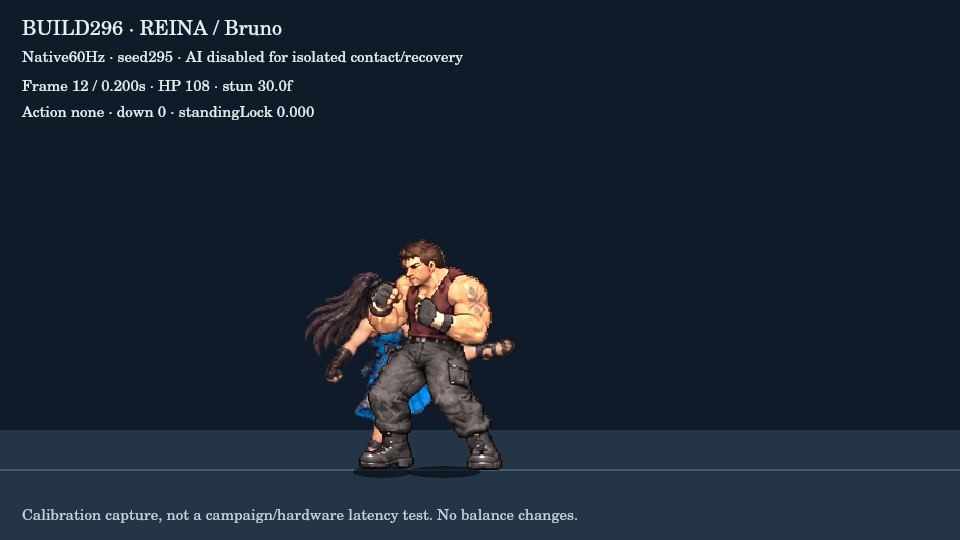 BUILD296 · REINA / Bruno
Native60Hz · seed295 · AI disabled for isolated contact/recovery
Frame 12 / 0.200s · HP 108 · stun 30.0f
Action none · down 0 · standingLock 0.000
Calibration capture, not a campaign/hardware latency test. No balance changes.